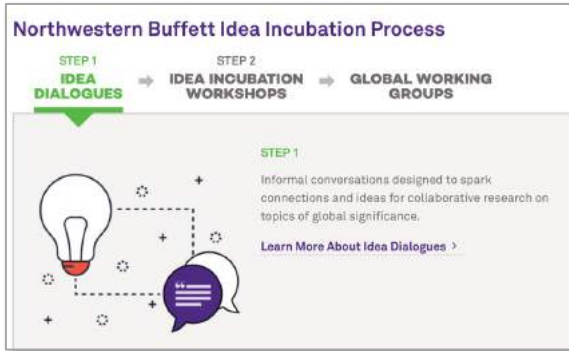 Northwestern Buffett Idea Incubation Process
STEP 1
IDEA
DIALOGUES
STEP 2
IDEA INCUBATION
WORKSHOPS
GLOBAL WORKING
GROUPS
STEP 1
Informal conversations designed to spark
connections and ideas for collaborative research on
topics of global significance.
Learn More About Idea Dialogues >